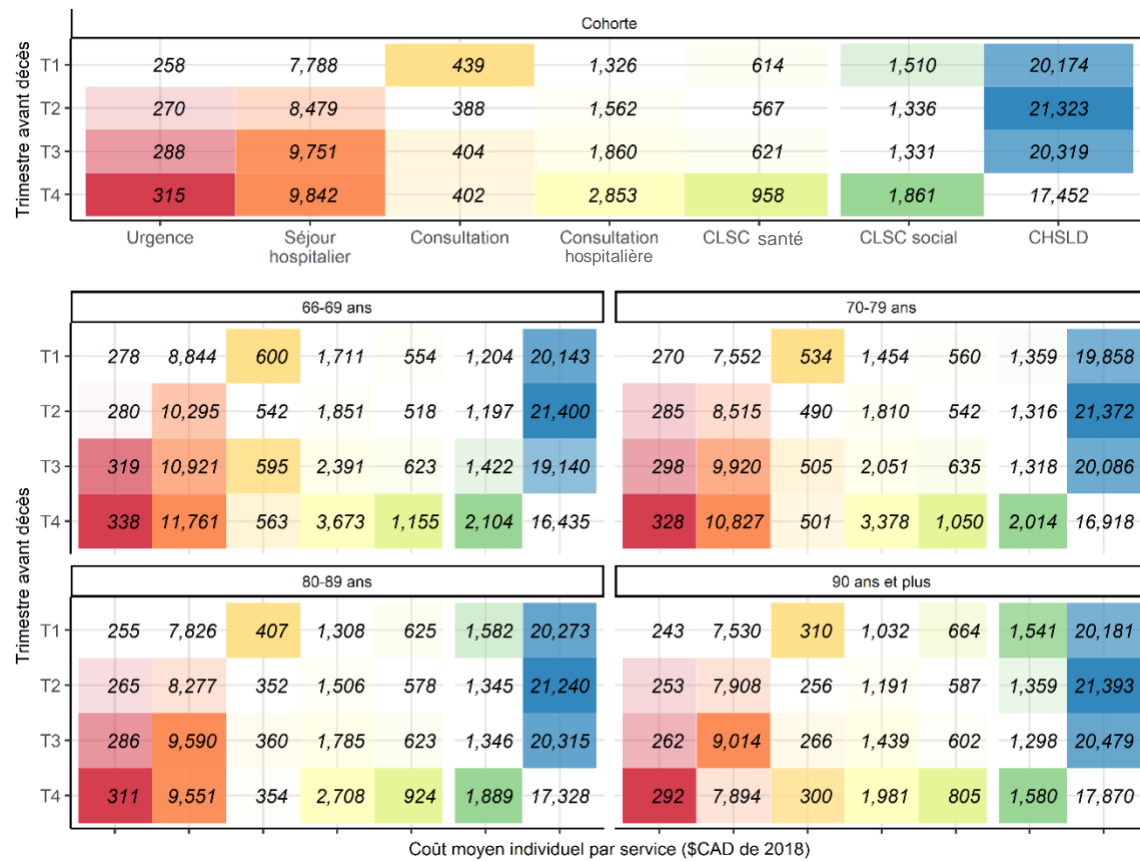 Cohorte
Trimestre avant décès
T1 258 7,788 439 1,326 614 1,510 20,174
T2 270 8,479 388 1,562 567 1,336 21,323
T3 288 9,751 404 1,860 621 1,331 20,319
T4 315 9,842 402 2,853 958 1,861 17,452
Urgence Séjour Consultation Consultation CLSC santé CLSC social CHSLD
hospitalier hospitalière
66-69 ans 70-79 ans
Trimestre avant décès
T1 278 8,844 600 1,711 554 1,204 20,143 270 7,552 534 1,454 560 1,359 19,858
T2 280 10,295 542 1,851 518 1,197 21,400 285 8,515 490 1,810 542 1,316 21,372
T3 319 10,921 595 2,391 623 1,422 19,140 298 9,920 505 2,051 635 1,318 20,086
T4 338 11,761 563 3,673 1,155 2,104 16,435 328 10,827 501 3,378 1,050 2,014 16,918
80-89 ans 90 ans et plus
T1 255 7,826 407 1,308 625 1,582 20,273 243 7,530 310 1,032 664 1,541 20,181
T2 265 8,277 352 1,506 578 1,345 21,240 253 7,908 256 1,191 587 1,359 21,393
T3 286 9,590 360 1,785 623 1,346 20,315 262 9,014 266 1,439 602 1,298 20,479
T4 311 9,551 354 2,708 924 1,889 17,328 292 7,894 300 1,981 805 1,580 17,870
Coût moyen individuel par service ($CAD de 2018)